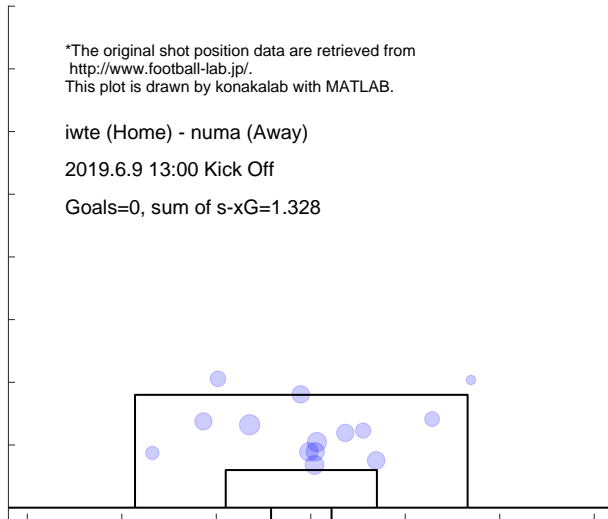 *The original shot position data are retrieved from
http://www.football-lab.jp/.
This plot is drawn by konakalab with MATLAB.
iwte (Home) - numa (Away)
2019.6.9 13:00 Kick Off
Goals=0, sum of s-xG=1.328